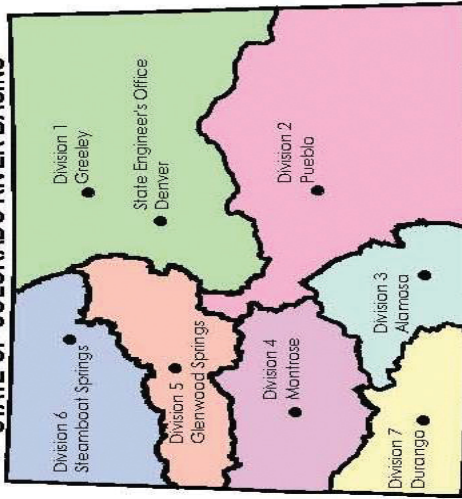 STATE OF COLORADO RIVER BASINS
Division 6
Steamboat Springs
Division 1
Greeley
State Engineer's Office
Denver
Division 5
Glenwood Springs
Division 4
Montrose
Division 2
Pueblo
Division 3
Alamosa
Division 7
Durango